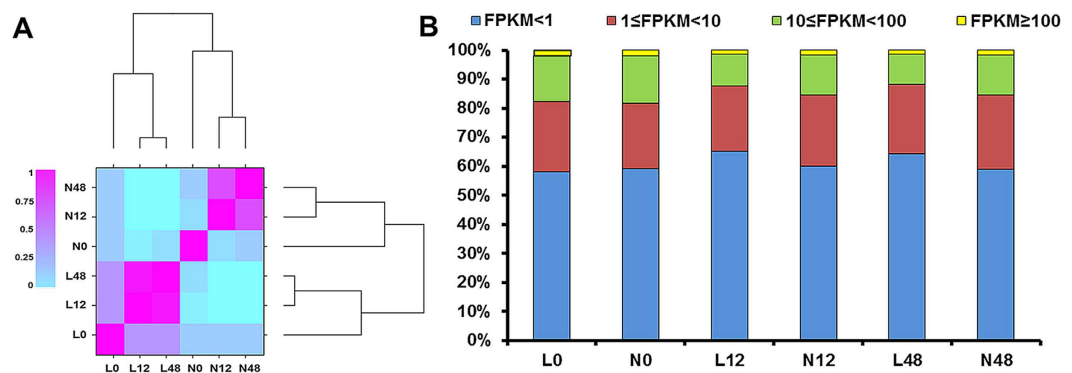 A
1
0.75
0.5
0.25
0
N48
N12
N0
L48
L12
L0
L0 L12 L48 N0 N12 N48
B
FPKM<1 1≤FPKM<10 10≤FPKM<100 FPKM≥100
100%
90%
80%
70%
60%
50%
40%
30%
20%
10%
0%
L0 N0 L12 N12 L48 N48